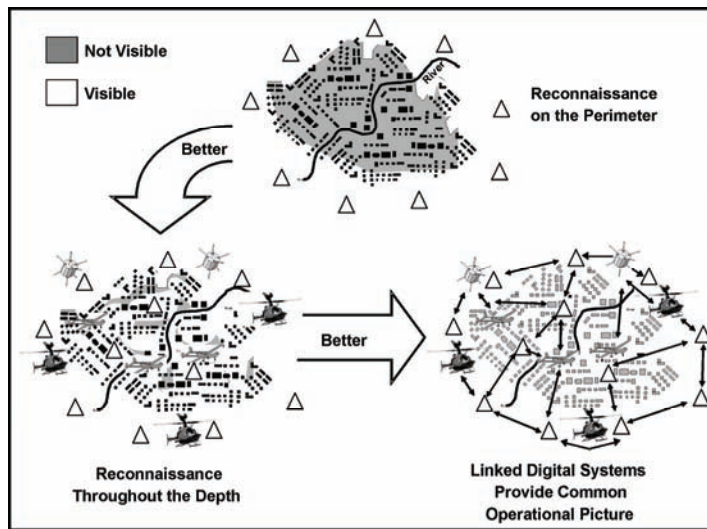 Not Visible
Visible
River
Reconnaissance
on the Perimeter
Better
Better
Reconnaissance
Throughout the Depth
Linked Digital Systems
Provide Common
Operational Picture